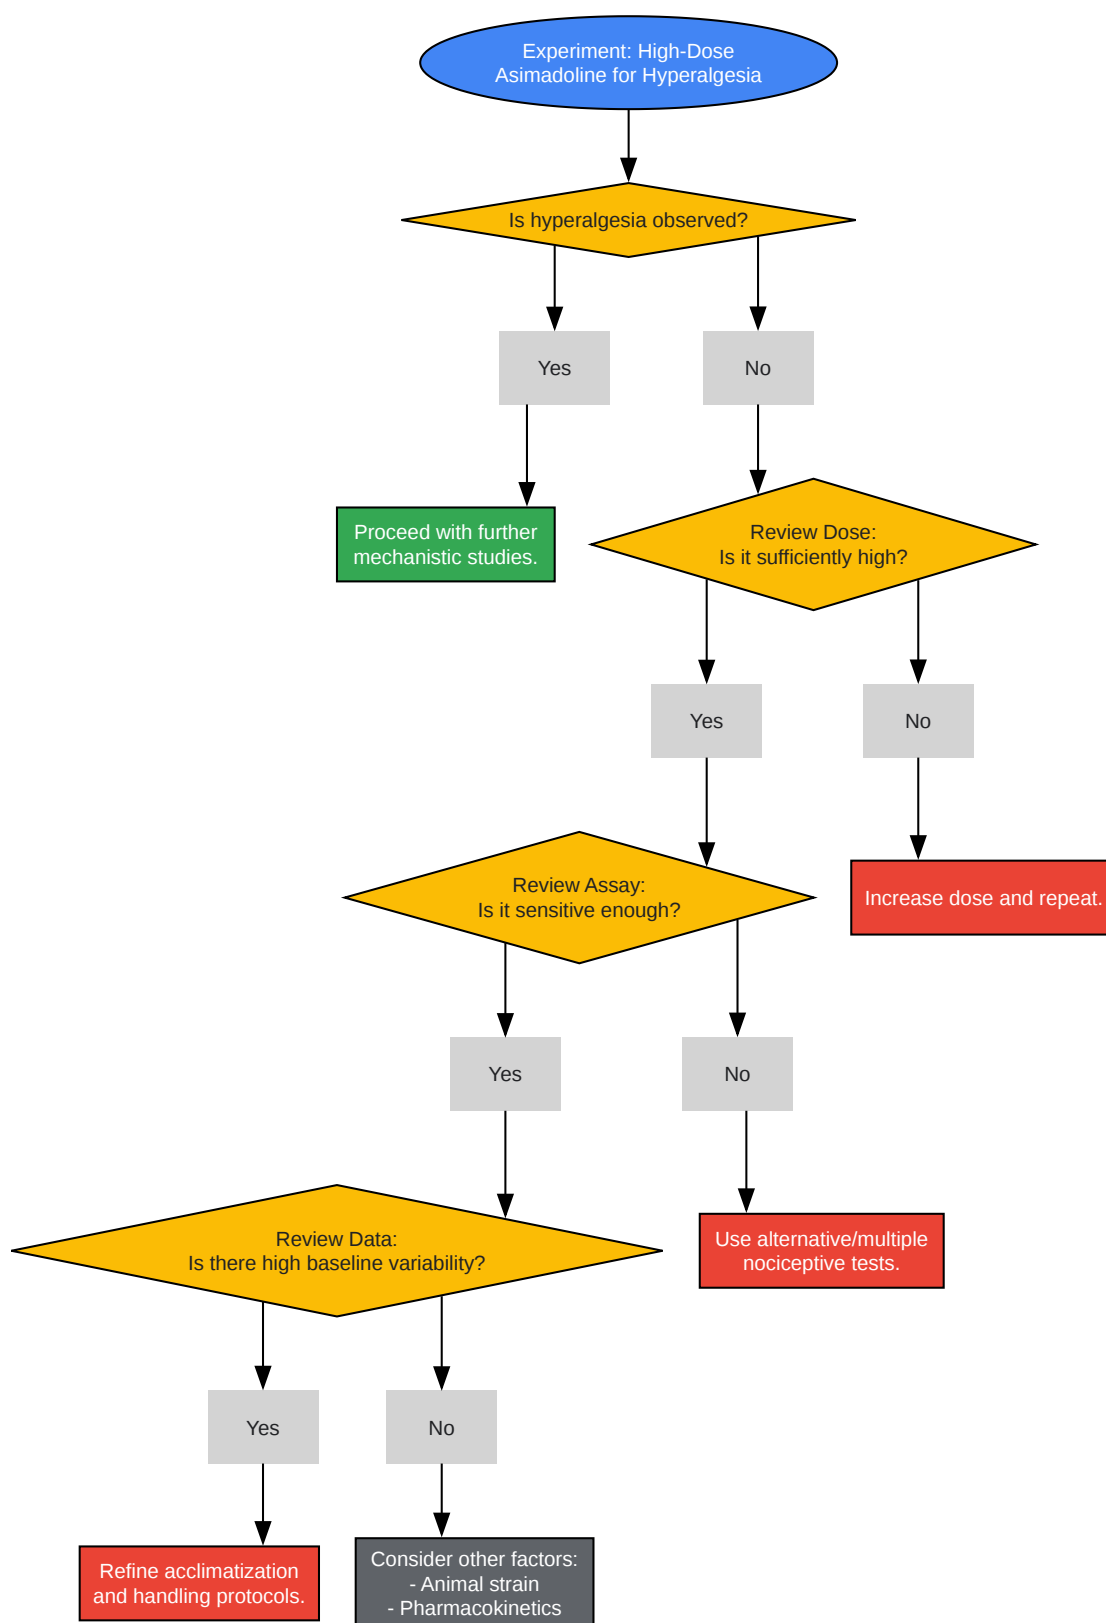 Experiment: High-Dose
Asimadoline for Hyperalgesia
Is hyperalgesia observed?
Yes
No
Proceed with further
mechanistic studies.
Review Dose:
Is it sufficiently high?
Yes
No
Review Assay:
Is it sensitive enough?
Increase dose and repeat.
Yes
No
Review Data:
Is there high baseline variability?
Use alternative/multiple
nociceptive tests.
Yes
No
Refine acclimatization
and handling protocols.
Consider other factors:
- Animal strain
- Pharmacokinetics